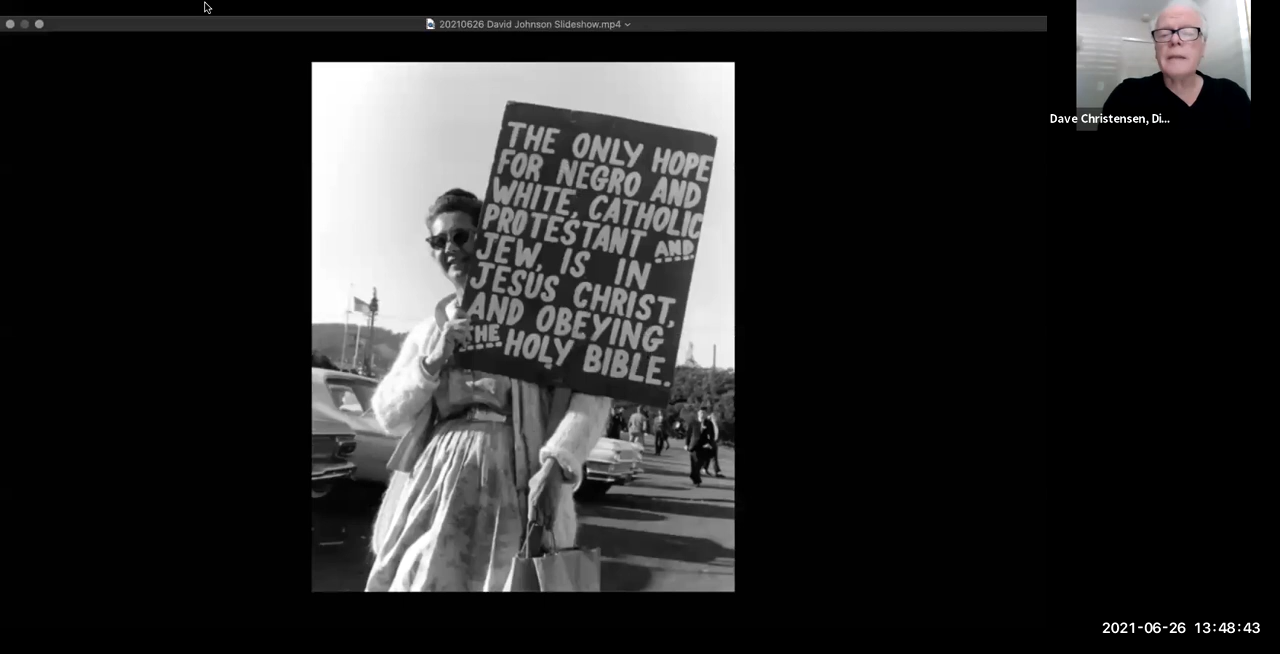 20210626 David Johnson Slideshow.mp4
THE ONLY HOPE
FOR NEGRO AND
WHITE, CATHOLIC
PROTESTANT AND
JEW, IS IN
JESUS CHRIST,
AND OBEYING
THE HOLY BIBLE.
Dave Christensen, Di...
2021-06-26 13:48:43